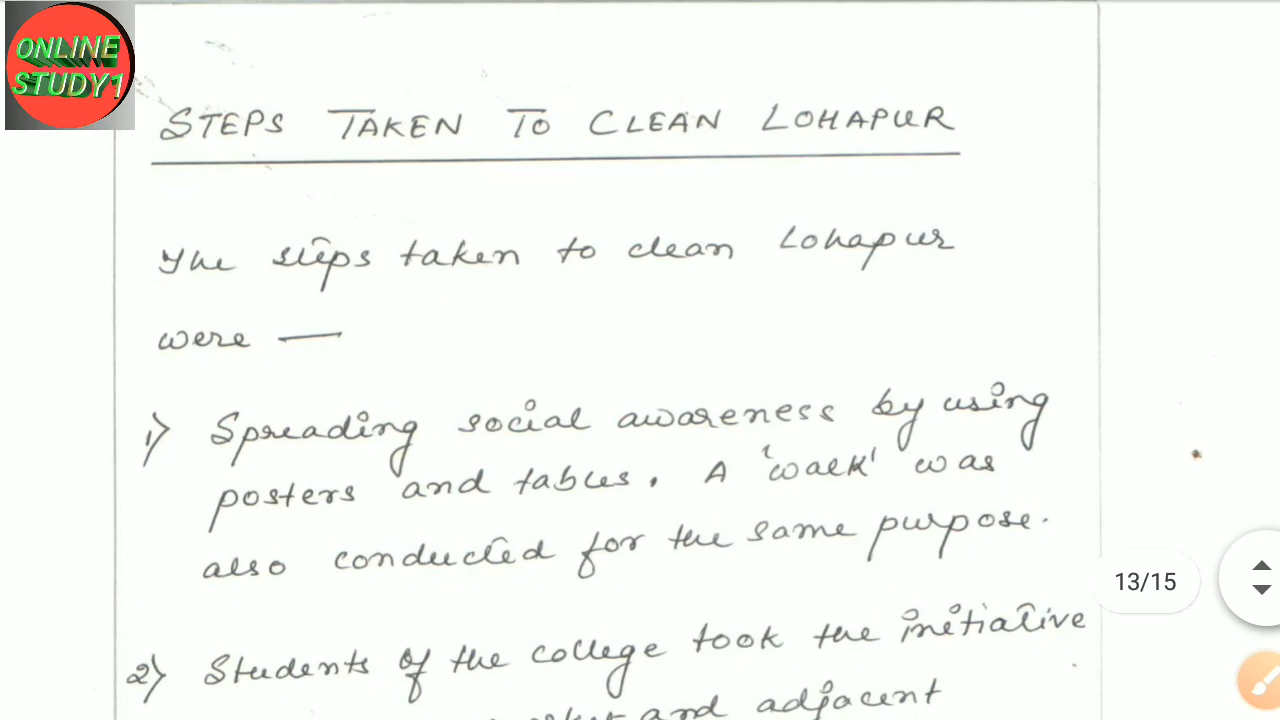 ONLINE
STUDY1
STEPS TAKEN TO CLEAN LOHAPUR
The steps taken to clean Lohapur
were —
1) Spreading social awareness by using
posters and tables. A 'walk' was
also conducted for the same purpose.
13/15
2) Students of the college took the initiative
and adjacent